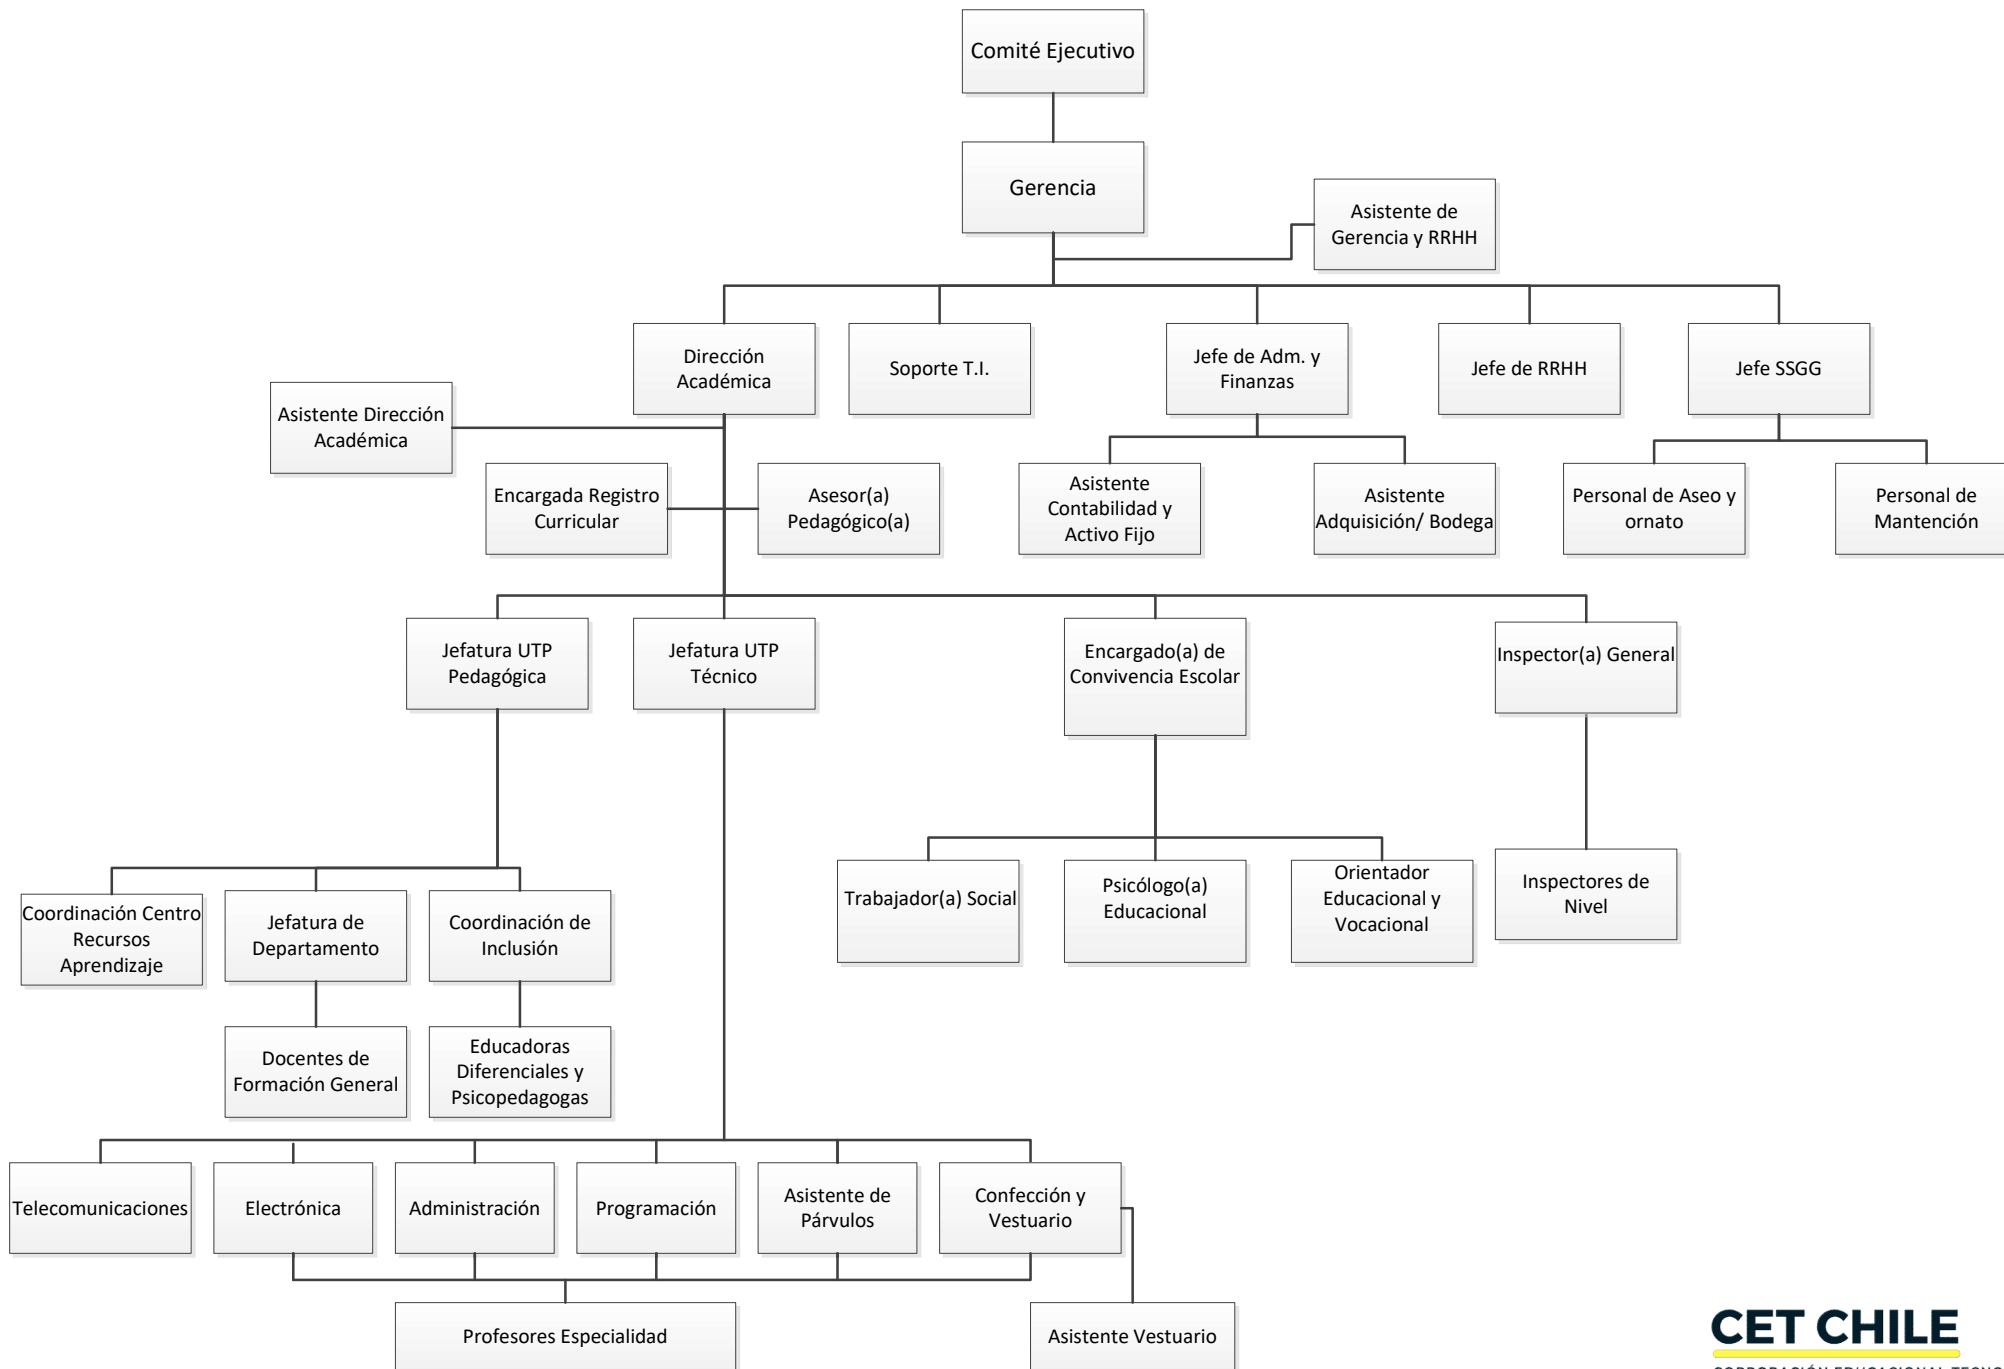 Comité Ejecutivo
Gerencia
Asistente de
Gerencia y RRHH
Dirección
Académica
Soporte T.I.
Jefe de Adm. y
Finanzas
Jefe de RRHH
Jefe SSGG
Asistente Dirección
Académica
Encargada Registro
Curricular
Asesor(a)
Pedagógico(a)
Asistente
Contabilidad y
Activo Fijo
Asistente
Adquisición/ Bodega
Personal de Aseo y
ornato
Personal de
Mantención
Jefatura UTP
Pedagógica
Jefatura UTP
Técnico
Encargado(a) de
Convivencia Escolar
Inspector(a) General
Coordinación Centro
Recursos
Aprendizaje
Jefatura de
Departamento
Coordinación de
Inclusión
Trabajador(a) Social
Psicólogo(a)
Educacional
Orientador
Educacional y
Vocacional
Inspectores de
Nivel
Docentes de
Formación General
Educadoras
Diferenciales y
Psicopedagogas
Telecomunicaciones
Electrónica
Administración
Programación
Asistente de
Párvulos
Confección y
Vestuario
Profesores Especialidad
Asistente Vestuario
CET CHILE
CORPORACIÓN EDUCACIONAL